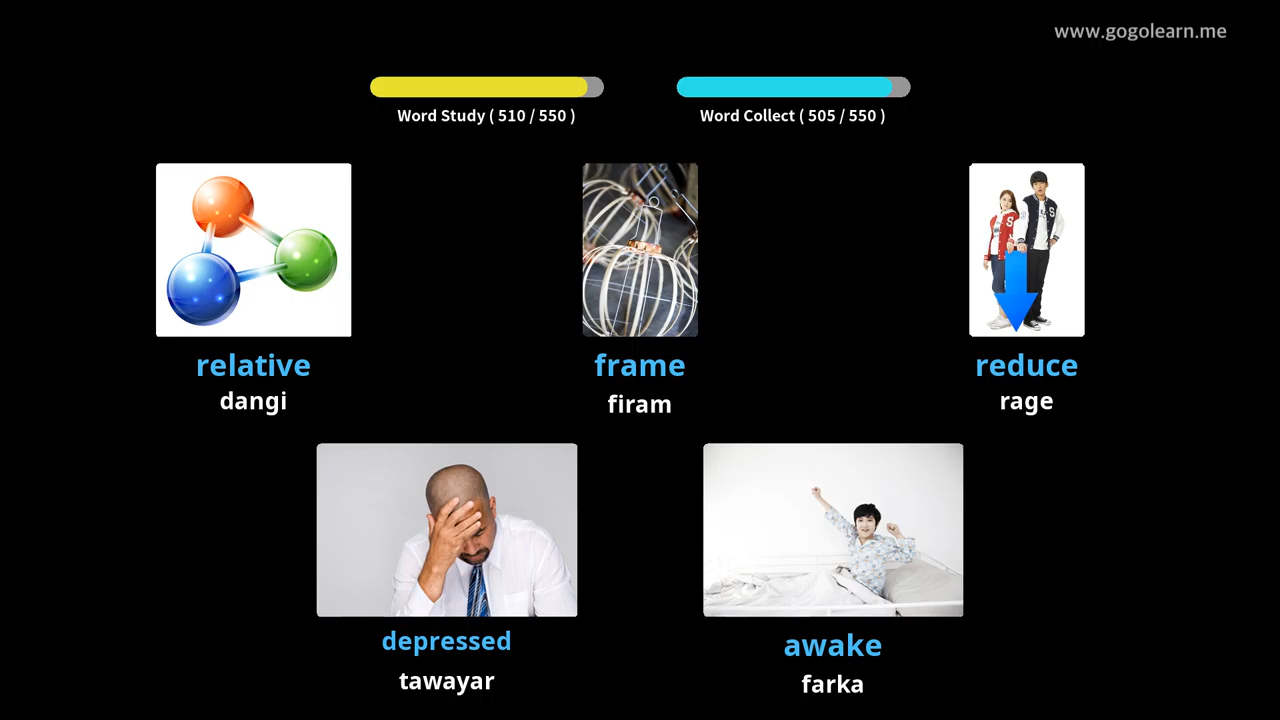 www.gogolearn.me
Word Study ( 510 / 550 )
Word Collect ( 505 / 550 )
relative
dangi
frame
firam
reduce
rage
depressed
tawayar
awake
farka